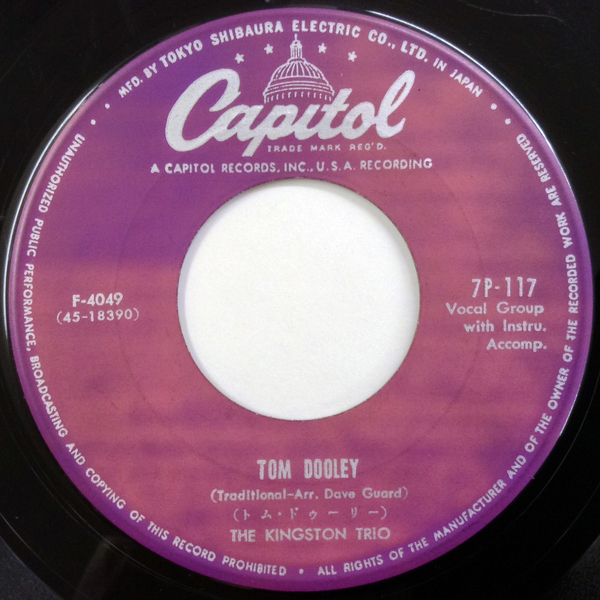 • MFD. BY TOKYO SHIBAURA ELECTRIC CO., LTD. IN JAPAN •
Capitol
TRADE MARK REG'D.
A CAPITOL RECORDS, INC., U.S.A. RECORDING
F-4049
(45-18390)
7P-117
Vocal Group
with Instru.
Accomp.
TOM DOOLEY
(Traditional-Arr. Dave Guard)
(トム・ドゥーリー)
THE KINGSTON TRIO
• UNAUTHORIZED PUBLIC PERFORMANCE, BROADCASTING AND COPYING OF THIS RECORD PROHIBITED • ALL RIGHTS OF THE MANUFACTURER AND OF THE OWNER OF THE RECORDED WORK ARE RESERVED •